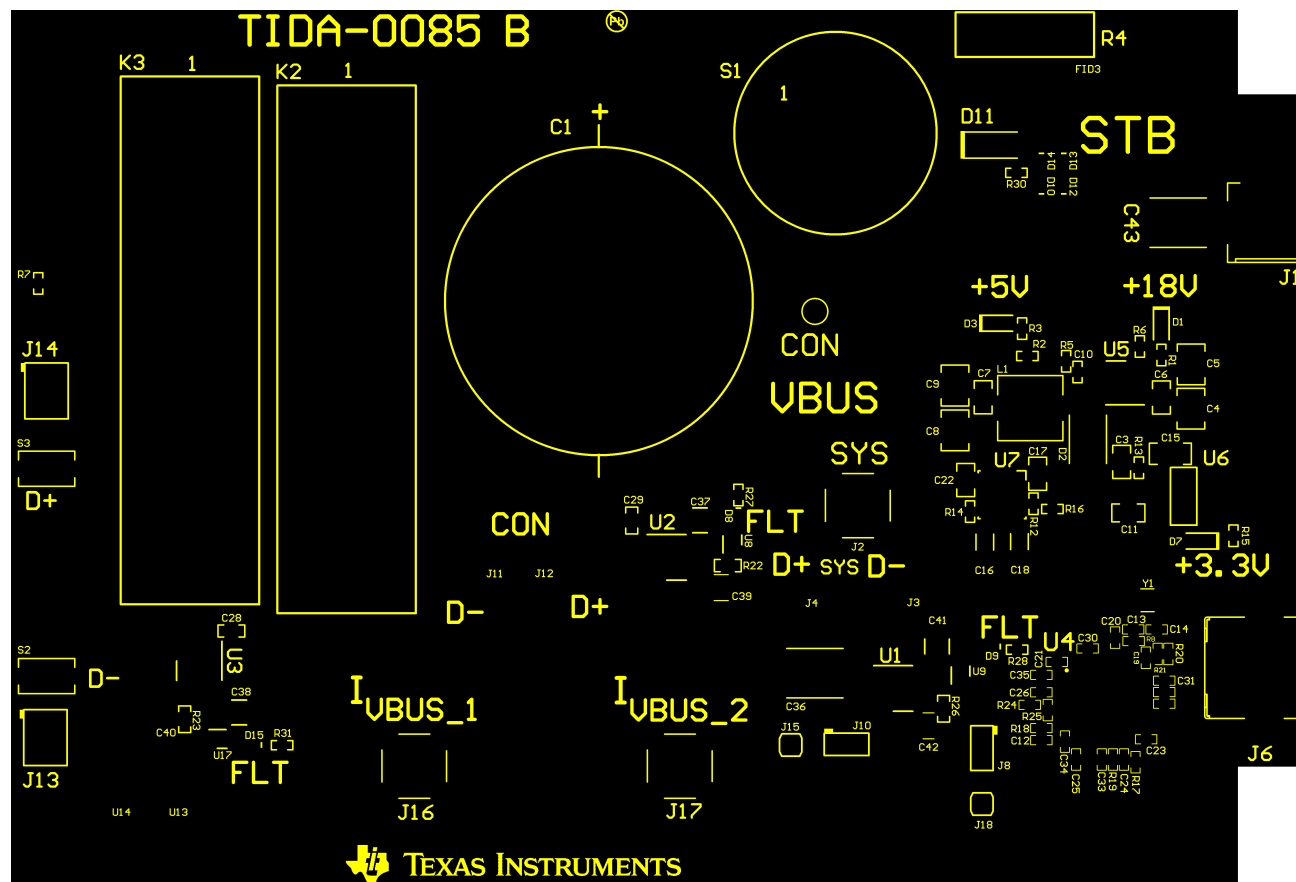 TIDA-0085 B
Pb
R4
K3
1
K2
1
S1
1
FID3
C1
+
D11
STB
D14
C13
D10
D12
R30
C43
R7
J1
+5V
+18V
D3
R3
R6
D1
R2
R5
C10
U5
R1
J14
CON
VBUS
C9
C7
L1
C6
C5
C4
C8
S3
SYS
D2
C3
R13
C15
U7
C17
U6
D+
C22
R14
R12
R16
C11
CON
C29
U2
C37
R27
D8
FLT
U8
J2
D7
R15
J11
J12
R22
D+
SYS
D-
C16
C18
+3.3V
D-
D+
C39
J4
J3
Y1
C28
C41
FLT
U4
C20
C13
C14
R8
C19
R20
R21
S2
D-
U3
U1
D9
R28
C21
C30
U9
C35
C31
C38
I
VBUS_1
I
VBUS_2
C36
C26
R24
R25
R23
C40
U17
D15
R31
R26
C42
J15
J10
R18
C12
C23
J8
C34
C25
C33
R19
C24
R17
J6
J13
FLT
U14
U13
J16
J17
J18
TEXAS INSTRUMENTS